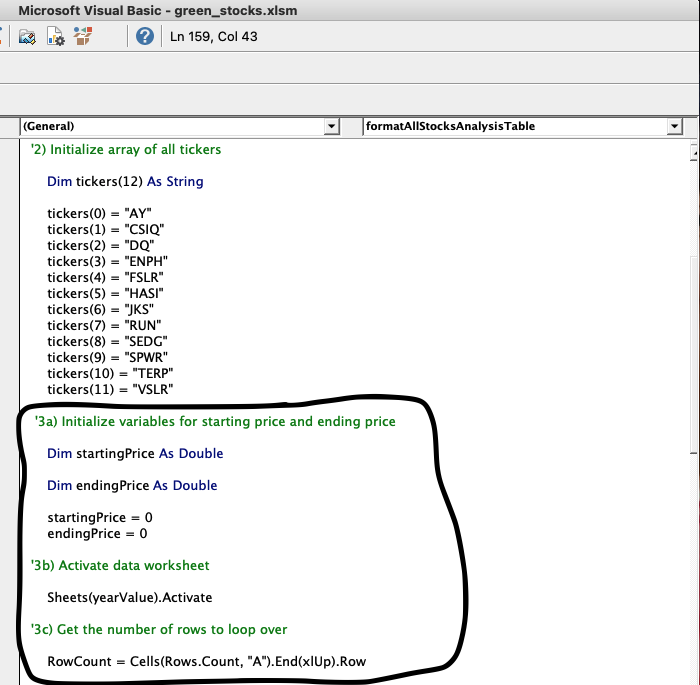 Microsoft Visual Basic - green_stocks.xlsm
Ln 159, Col 43
(General)
formatAllStocksAnalysisTable
'2) Initialize array of all tickers
Dim tickers(12) As String
tickers(0) = "AY"
tickers(1) = "CSIQ"
tickers(2) = "DQ"
tickers(3) = "ENPH"
tickers(4) = "FSLR"
tickers(5) = "HASI"
tickers(6) = "JKS"
tickers(7) = "RUN"
tickers(8) = "SEDG"
tickers(9) = "SPWR"
tickers(10) = "TERP"
tickers(11) = "VSLR"
'3a) Initialize variables for starting price and ending price
Dim startingPrice As Double
Dim endingPrice As Double
startingPrice = 0
endingPrice = 0
'3b) Activate data worksheet
Sheets(yearValue).Activate
'3c) Get the number of rows to loop over
RowCount = Cells(Rows.Count, "A").End(xlUp).Row